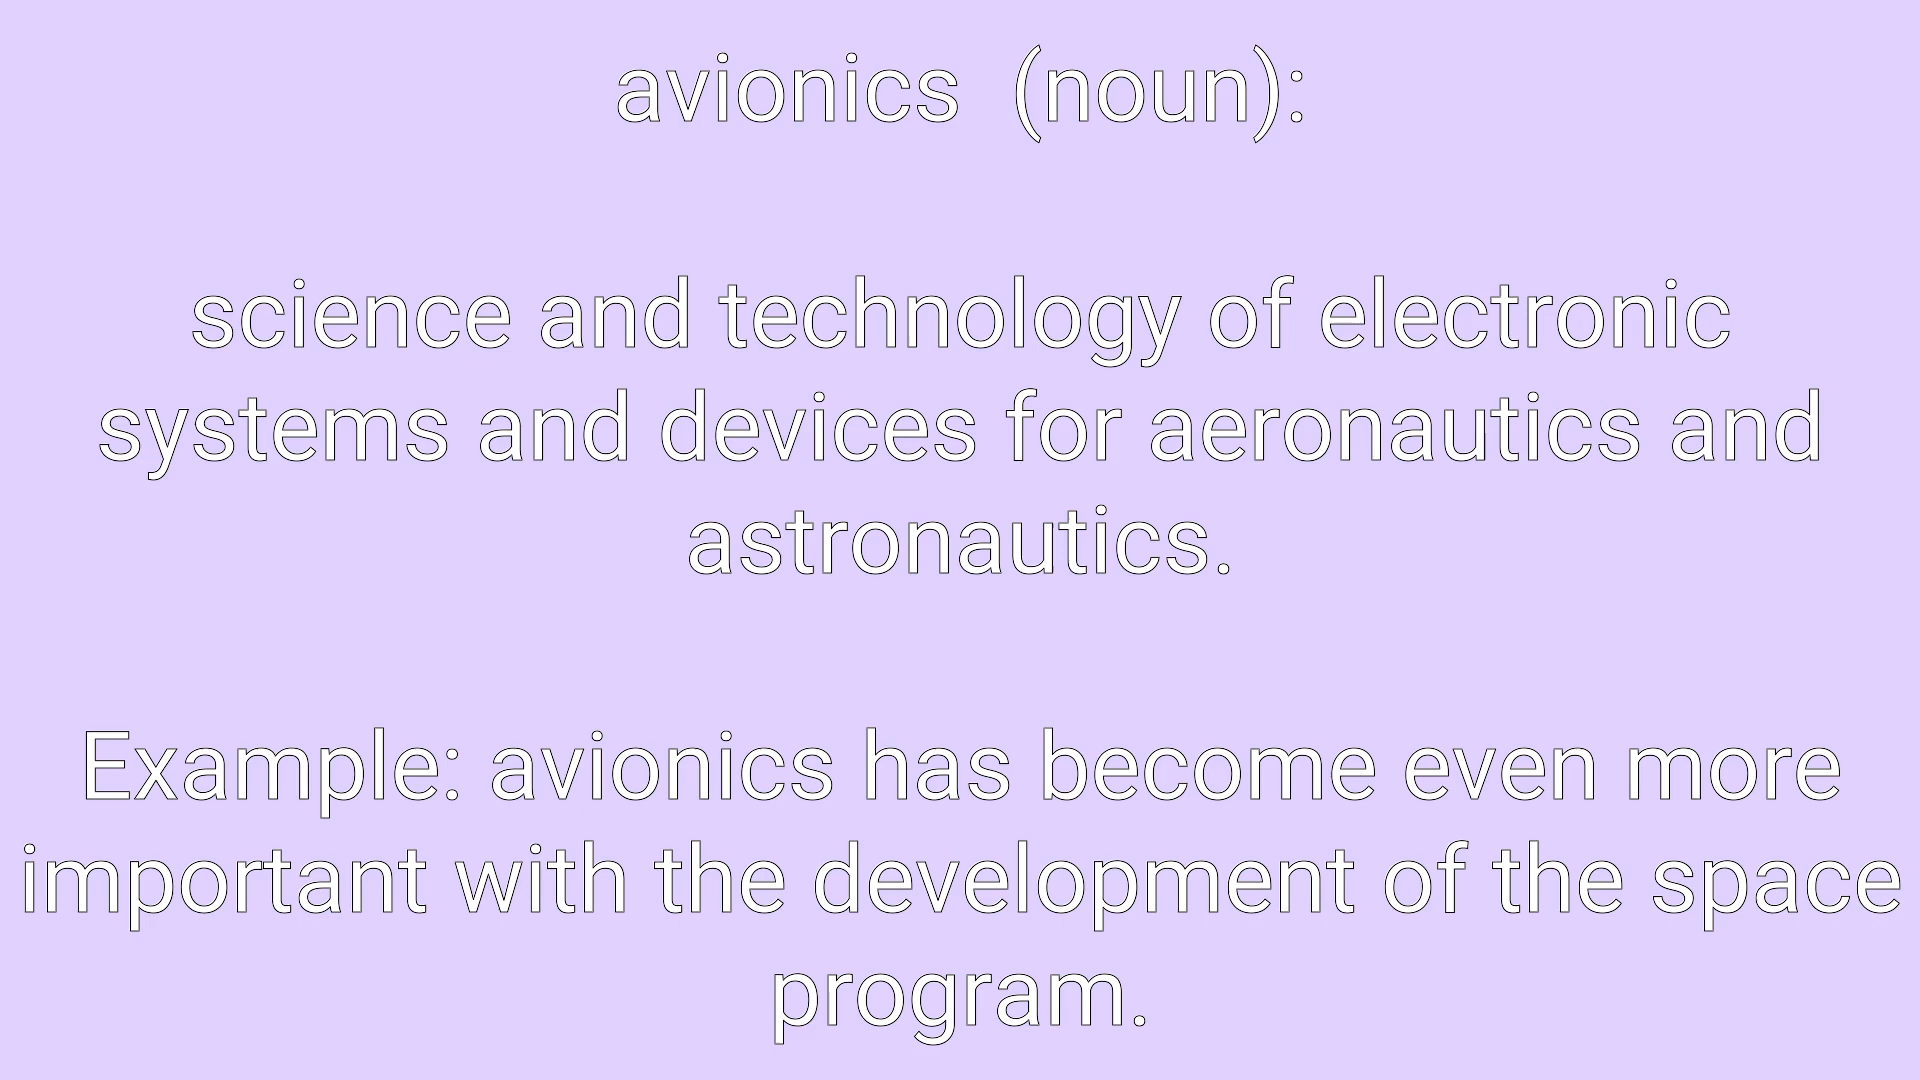 avionics  (noun):
science and technology of electronic
systems and devices for aeronautics and
astronautics.
Example: avionics has become even more
important with the development of the space
program.